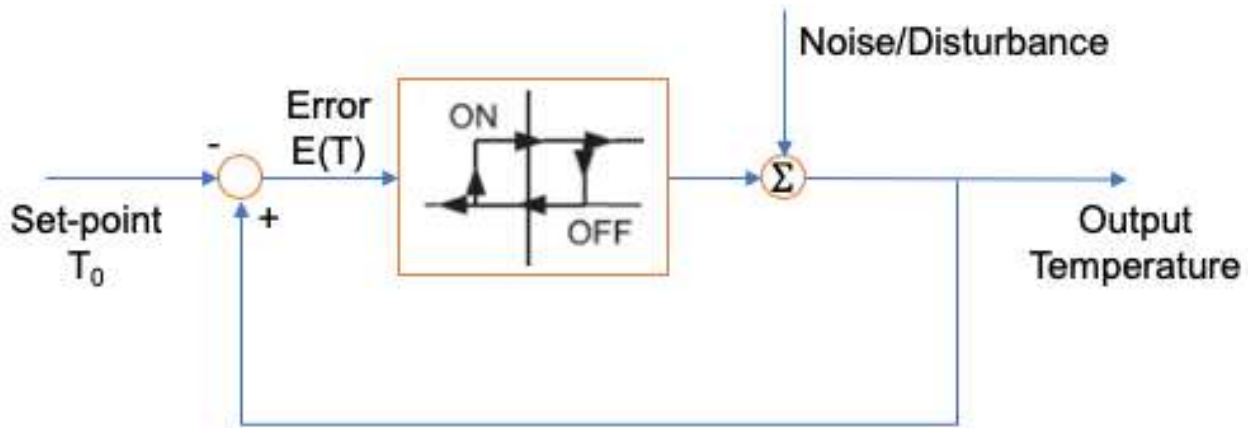 Noise/Disturbance
Error
E(T)
ON
-
Σ
+
OFF
Set-point
T₀
Output
Temperature